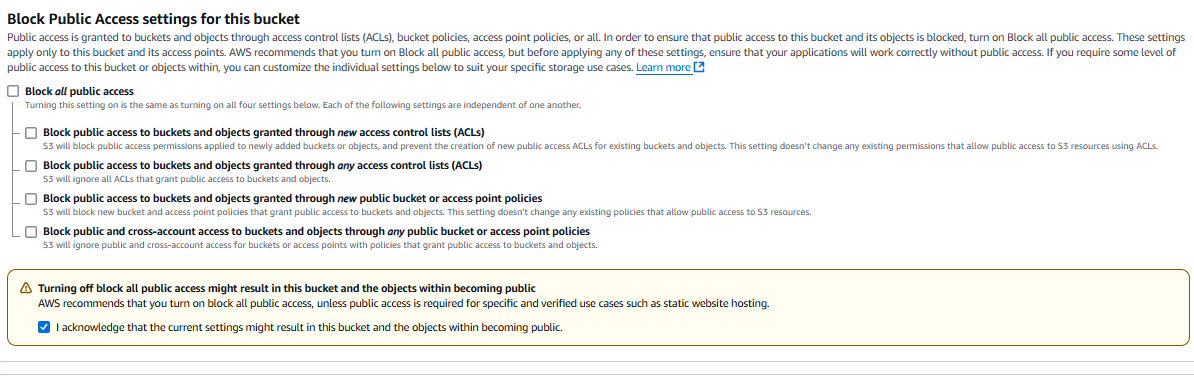 Block Public Access settings for this bucket
Public access is granted to buckets and objects through access control lists (ACLs), bucket policies, access point policies, or all. In order to ensure that public access to this bucket and its objects is blocked, turn on Block all public access. These settings
apply only to this bucket and its access points. AWS recommends that you turn on Block all public access, but before applying any of these settings, ensure that your applications will work correctly without public access. If you require some level of
public access to this bucket or objects within, you can customize the individual settings below to suit your specific storage use cases. Learn more
Block all public access
Turning this setting on is the same as turning on all four settings below. Each of the following settings are independent of one another.
Block public access to buckets and objects granted through new access control lists (ACLs)
S3 will block public access permissions applied to newly added buckets or objects, and prevent the creation of new public access ACLs for existing buckets and objects. This setting doesn't change any existing permissions that allow public access to S3 resources using ACLs.
Block public access to buckets and objects granted through any access control lists (ACLs)
S3 will ignore all ACLs that grant public access to buckets and objects.
Block public access to buckets and objects granted through new public bucket or access point policies
S3 will block new bucket and access point policies that grant public access to buckets and objects. This setting doesn't change any existing policies that allow public access to S3 resources.
Block public and cross-account access to buckets and objects through any public bucket or access point policies
S3 will ignore public and cross-account access for buckets or access points with policies that grant public access to buckets and objects.
Turning off block all public access might result in this bucket and the objects within becoming public
AWS recommends that you turn on block all public access, unless public access is required for specific and verified use cases such as static website hosting.
I acknowledge that the current settings might result in this bucket and the objects within becoming public.